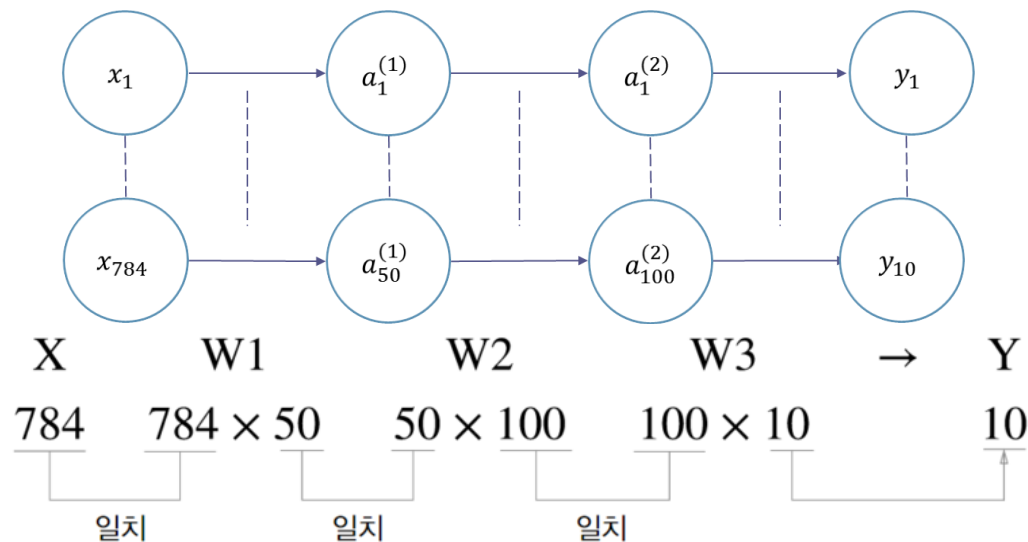 x₁ a₁⁽¹⁾ a₁⁽²⁾ y₁
x₇₈₄ a₅₀⁽¹⁾ a₁₀₀⁽²⁾ y₁₀
X W1 W2 W3 → Y
784 784 × 50 50 × 100 100 × 10 10
일치 일치 일치